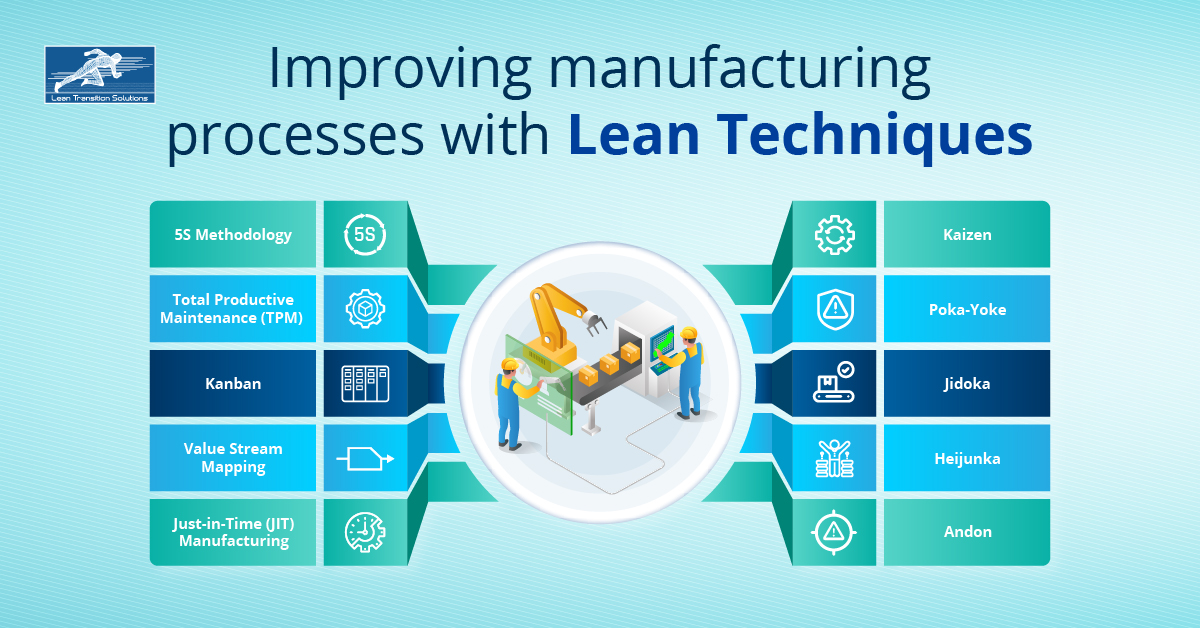 Lean Transition Solutions
Improving manufacturing
processes with Lean Techniques
5S Methodology
5S
Total Productive
Maintenance (TPM)
Kanban
Value Stream
Mapping
Just-in-Time (JIT)
Manufacturing
Kaizen
Poka-Yoke
Jidoka
Heijunka
Andon